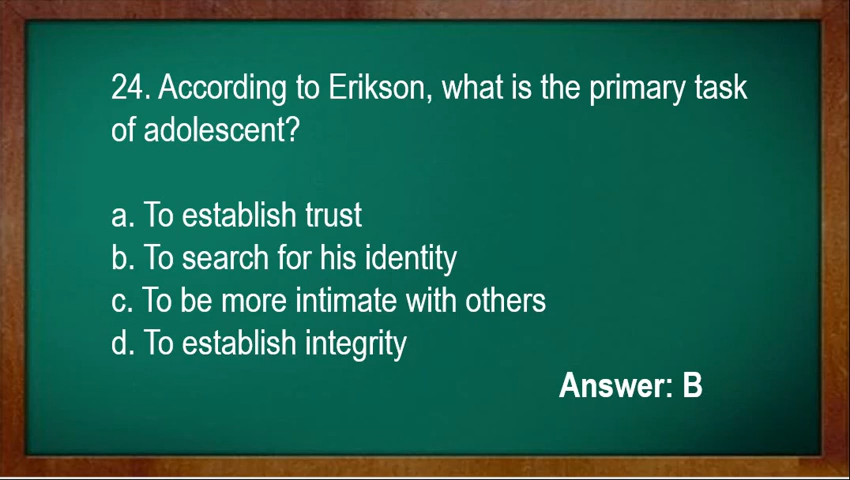 24. According to Erikson, what is the primary task
of adolescent?
a. To establish trust
b. To search for his identity
c. To be more intimate with others
d. To establish integrity
Answer: B